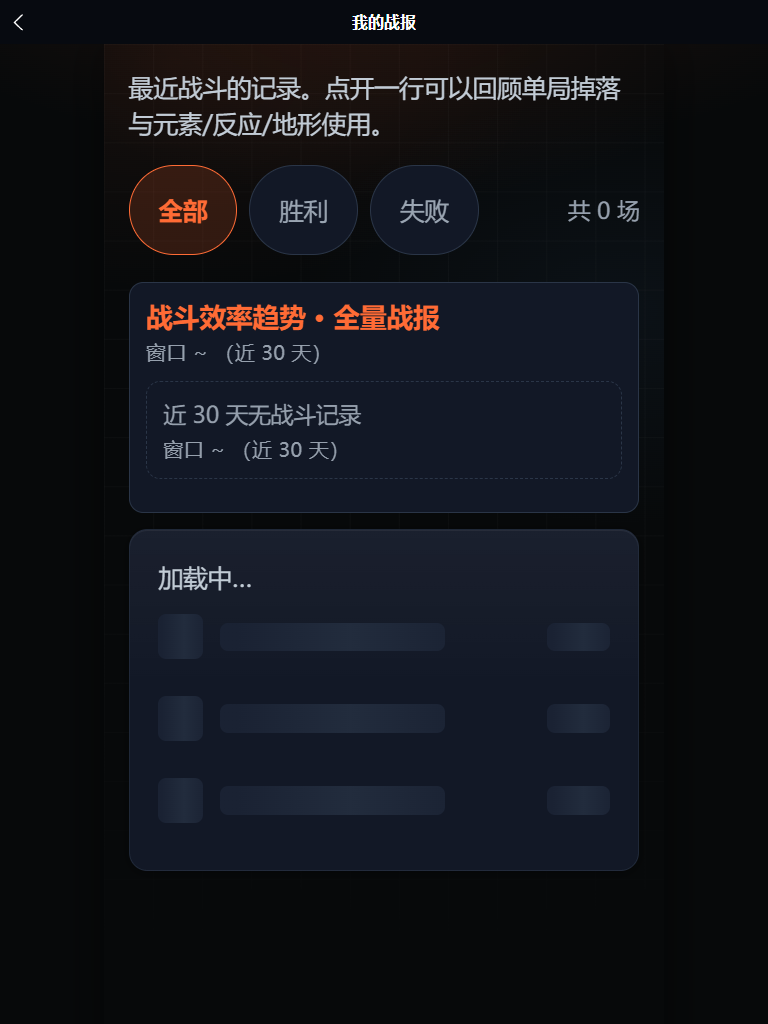 我的战报
最近战斗的记录。点开一行可以回顾单局掉落
与元素/反应/地形使用。
全部 胜利 失败 共 0 场
战斗效率趋势 · 全量战报
窗口 ~ （近 30 天）
近 30 天无战斗记录
窗口 ~ （近 30 天）
加载中…